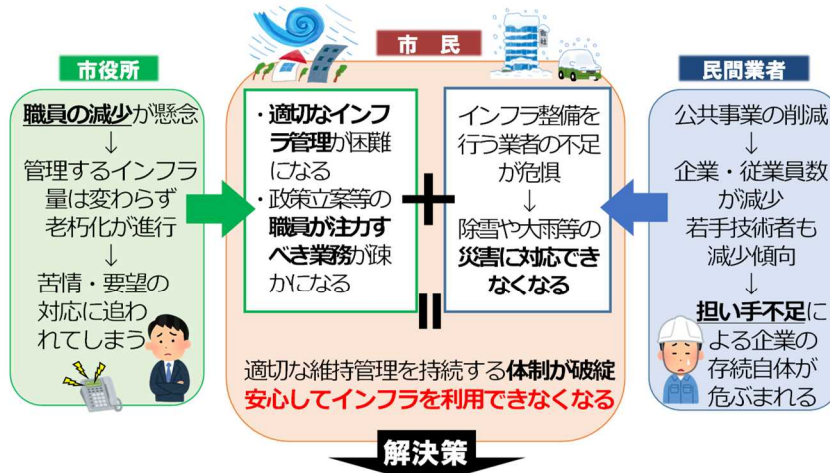 市役所
職員の減少が懸念
↓
管理するインフラ
量は変わらず
老朽化が進行
↓
苦情・要望の
対応に追わ
れてしまう
市 民
・適切なインフ
ラ管理が困難
になる
・政策立案等の
職員が注力す
べき業務が疎
かになる
+
インフラ整備を
行う業者の不足
が危惧
↓
除雪や大雨等の
災害に対応でき
なくなる
適切な維持管理を持続する体制が破綻
安心してインフラを利用できなくなる
民間業者
公共事業の削減
↓
企業・従業員数
が減少
若手技術者も
減少傾向
↓
担い手不足に
よる企業の
存続自体が
危ぶまれる
解決策